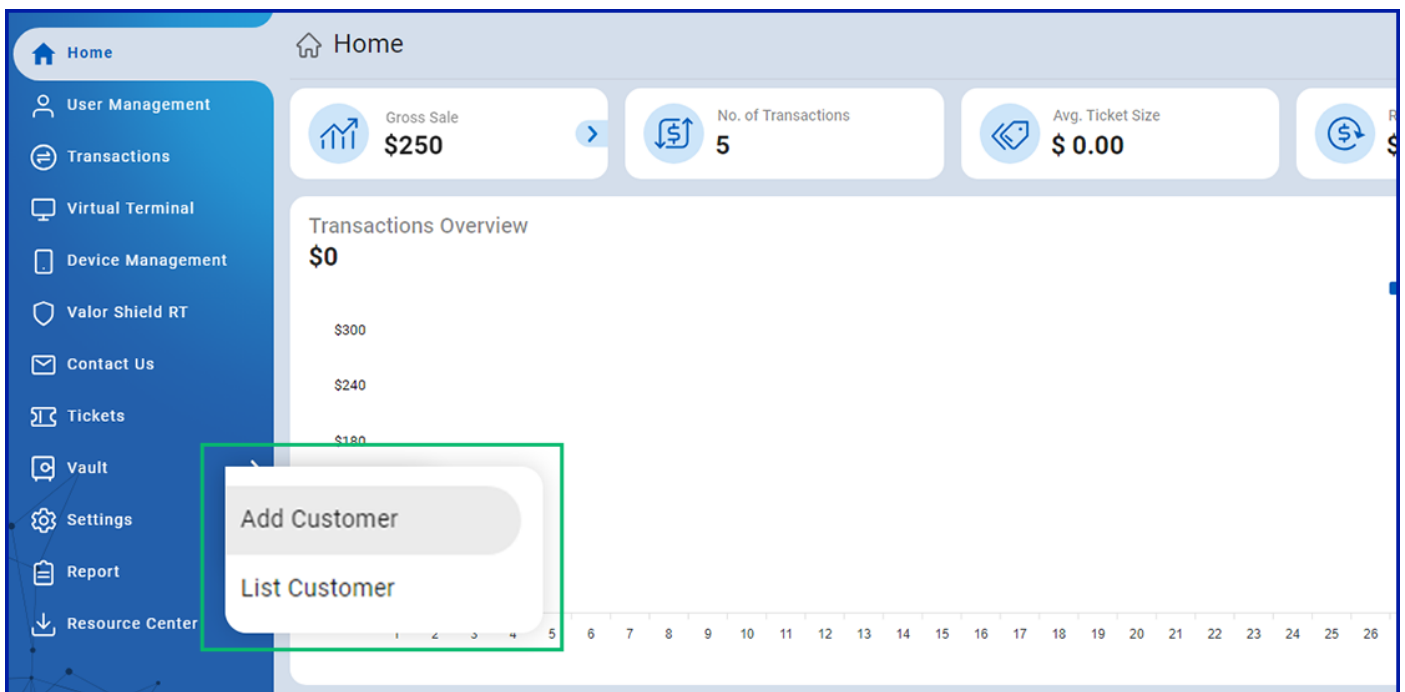 Home
User Management
Transactions
Virtual Terminal
Device Management
Valor Shield RT
Contact Us
Tickets
Vault
Settings
Report
Resource Center
Add Customer
List Customer
Home
Gross Sale
$250
No. of Transactions
5
Avg. Ticket Size
$ 0.00
R
$
Transactions Overview
$0
$300
$240
$180
1 2 3 4 5 6 7 8 9 10 11 12 13 14 15 16 17 18 19 20 21 22 23 24 25 26